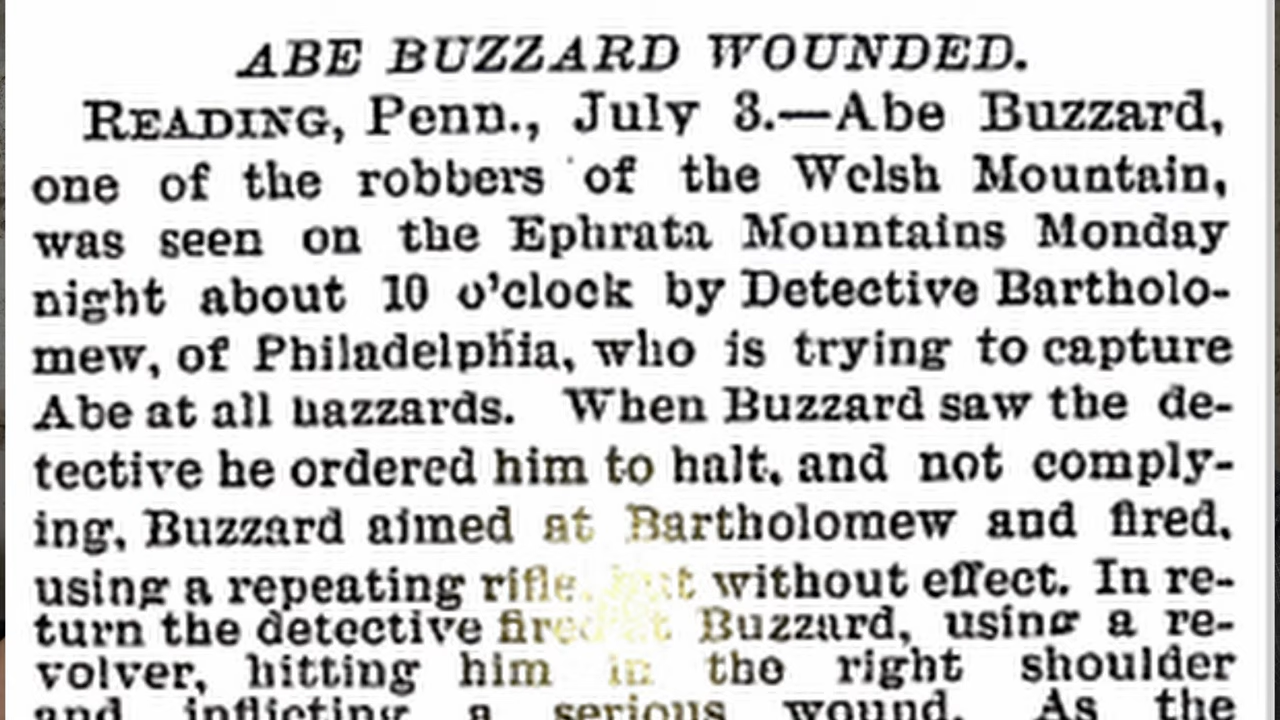 ABE BUZZARD WOUNDED.
READING, Penn., July 3.—Abe Buzzard,
one of the robbers of the Welsh Mountain,
was seen on the Ephrata Mountains Monday
night about 10 o'clock by Detective Bartholo-
mew, of Philadelphia, who is trying to capture
Abe at all hazzards. When Buzzard saw the de-
tective he ordered him to halt, and not comply-
ing, Buzzard aimed at Bartholomew and fired,
using a repeating rifle, but without effect. In re-
turn the detective fired at Buzzard, using a re-
volver, hitting him in the right shoulder
and inflicting a serious wound. As the